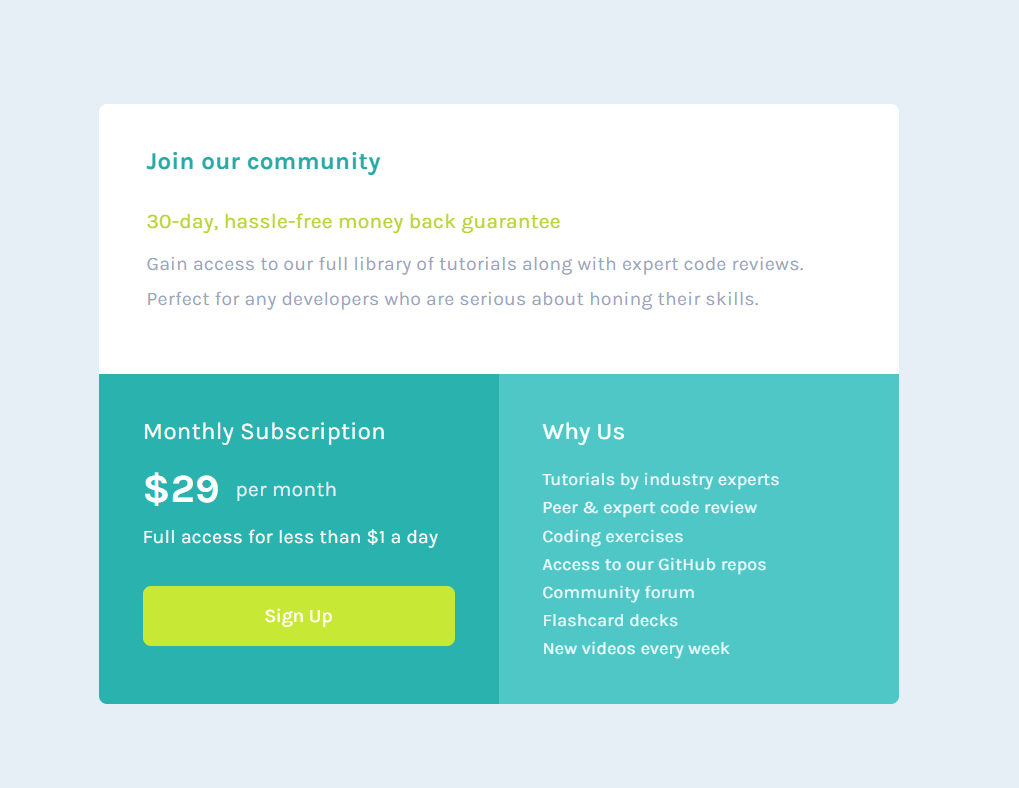 Join our community
30-day, hassle-free money back guarantee
Gain access to our full library of tutorials along with expert code reviews.
Perfect for any developers who are serious about honing their skills.
Monthly Subscription
$29 per month
Full access for less than $1 a day
Sign Up
Why Us
Tutorials by industry experts
Peer & expert code review
Coding exercises
Access to our GitHub repos
Community forum
Flashcard decks
New videos every week